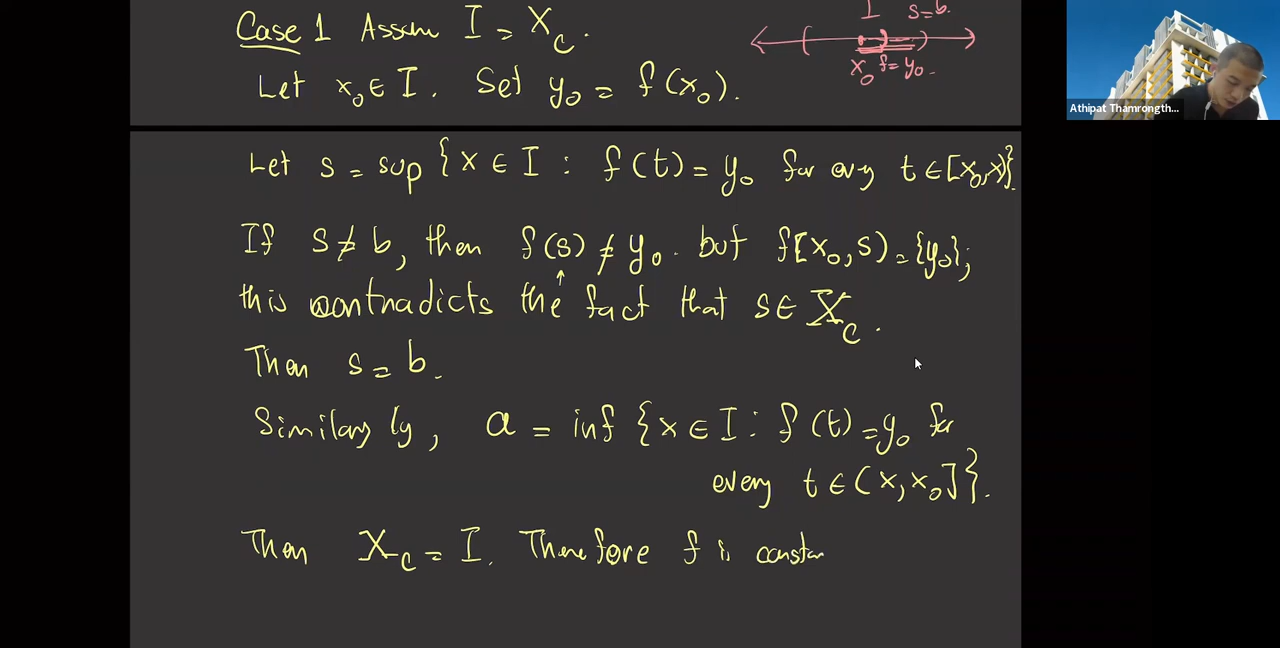 Case 1 Assume I = X_c.
I s=b.
x₀ f=y₀.
Let x₀ ∈ I. Set y₀ = f(x₀).
Athipat Thamrongth...
Let s = sup {x ∈ I : f(t) = y₀ for every t ∈ [x₀, x)}.
If s ≠ b, then f(s) ≠ y₀. but f[x₀, s) = {y₀};
this contradicts the fact that s ∈ X_c.
Then s = b.
Similarly, a = inf {x ∈ I : f(t) = y₀ for
every t ∈ (x, x₀]}.
Then X_c = I. Therefore f is constan